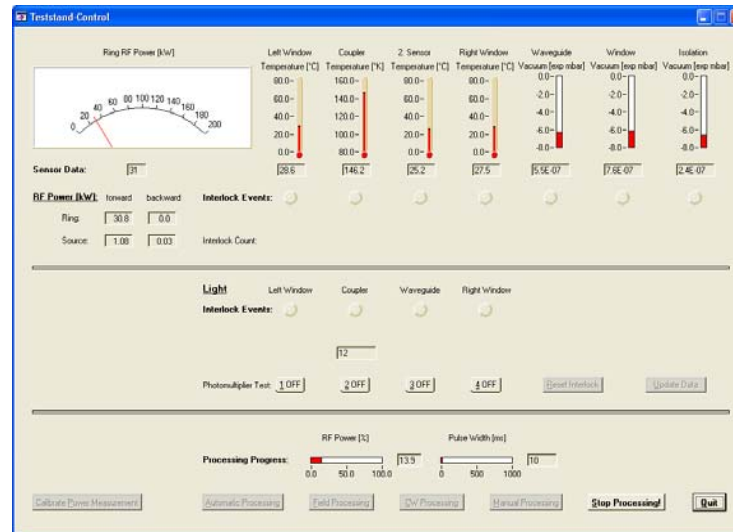 Teststand-Control
Ring RF Power [kW]
Left Window Coupler 2. Sensor Right Window Waveguide Window Isolation
Temperature [°C] Temperature [°K] Temperature [°C] Temperature [°C] Vacuum [exp mbar] Vacuum [exp mbar] Vacuum [exp mbar]
0 20 40 60 80 100 120 140 160 180 200
80.0- 160.0- 80.0- 80.0- 0.0- 0.0- 0.0-
60.0- 140.0- 60.0- 60.0- -2.0- -2.0- -2.0-
40.0- 120.0- 40.0- 40.0- -4.0- -4.0- -4.0-
20.0- 100.0- 20.0- 20.0- -6.0- -6.0- -6.0-
0.0- 80.0- 0.0- 0.0- -8.0- -8.0- -8.0-
Sensor Data: 31 28.6 146.2 25.2 27.5 5.5E-07 7.6E-07 2.4E-07
RF Power [kW]: forward backward Interlock Events:
Ring: 30.8 0.0
Source: 1.08 0.03 Interlock Count:
Light Left Window Coupler Waveguide Right Window
Interlock Events:
12
Photomultiplier Test: 1 OFF 2 OFF 3 OFF 4 OFF Reset Interlock Update Data
RF Power [%] Pulse Width [ms]
Processing Progress: 13.9 10
0.0 50.0 100.0 0 500 1000
Calibrate Power Measurement Automatic Processing Field Processing CW Processing Manual Processing Stop Processing! Quit